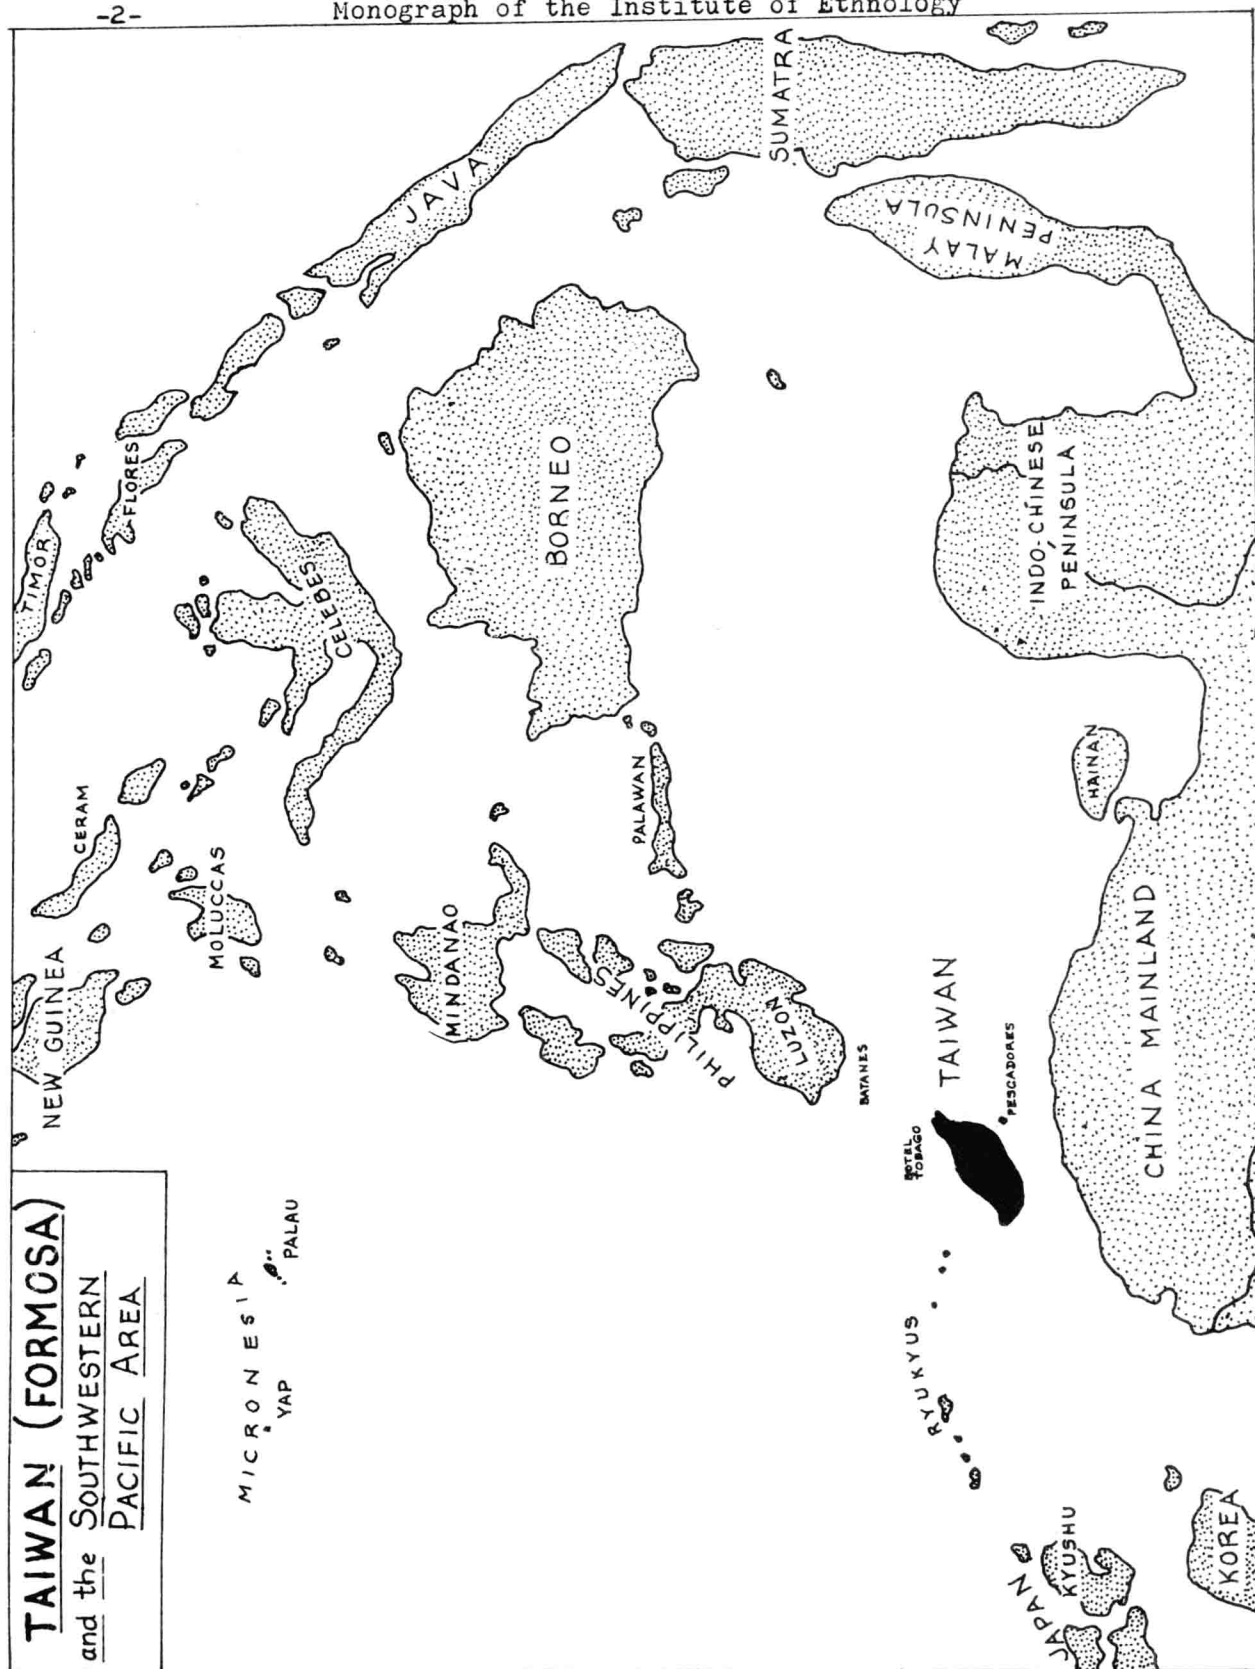 -2-
Monograph of the Institute of Ethnology
TAIWAN (FORMOSA)
and the SOUTHWESTERN
PACIFIC AREA
SUMATRA
JAVA
MALAY
PENINSULA
FLORES
TIMOR
BORNEO
CELEBES
INDO-CHINESE
PENINSULA
CERAM
MOLUCCAS
PALAWAN
HAINAN
NEW GUINEA
MINDANAO
PHILIPPINES
LUZON
BATANES
TAIWAN
PESCADORES
BOTEL
TOBAGO
CHINA MAINLAND
MICRONESIA
PALAU
YAP
RYUKYUS
JAPAN
KYUSHU
KOREA